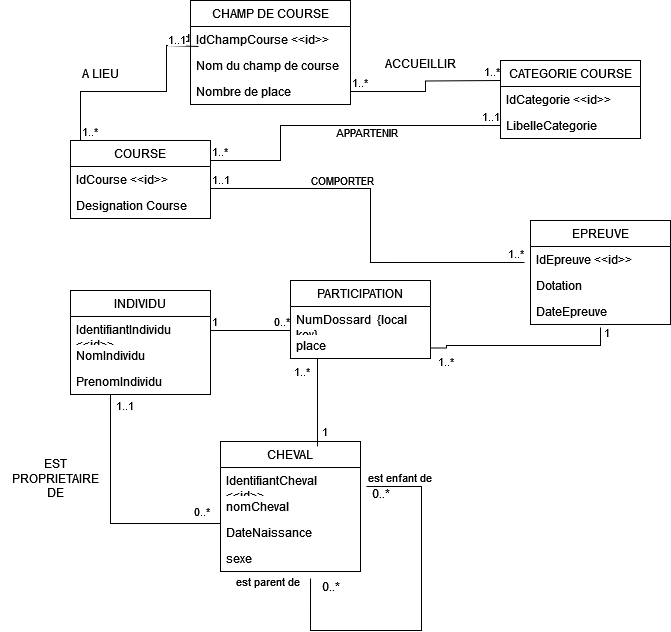 CHAMP DE COURSE
IdChampCourse <<id>>
Nom du champ de course
Nombre de place
1..1
A LIEU
1..*
ACCUEILLIR
1..*
1..*
CATEGORIE COURSE
IdCategorie <<id>>
LibelleCategorie
1..1
APPARTENIR
1..*
COURSE
IdCourse <<id>>
Designation Course
1..1
COMPORTER
1..*
EPREUVE
IdEpreuve <<id>>
Dotation
DateEpreuve
1
INDIVIDU
IdentifiantIndividu
<<id>>
NomIndividu
PrenomIndividu
1
0..*
PARTICIPATION
NumDossard {local
key}
place
1..*
1..*
1..1
1
EST
PROPRIETAIRE
DE
0..*
CHEVAL
IdentifiantCheval
<<id>>
nomCheval
DateNaissance
sexe
est enfant de
0..*
est parent de
0..*